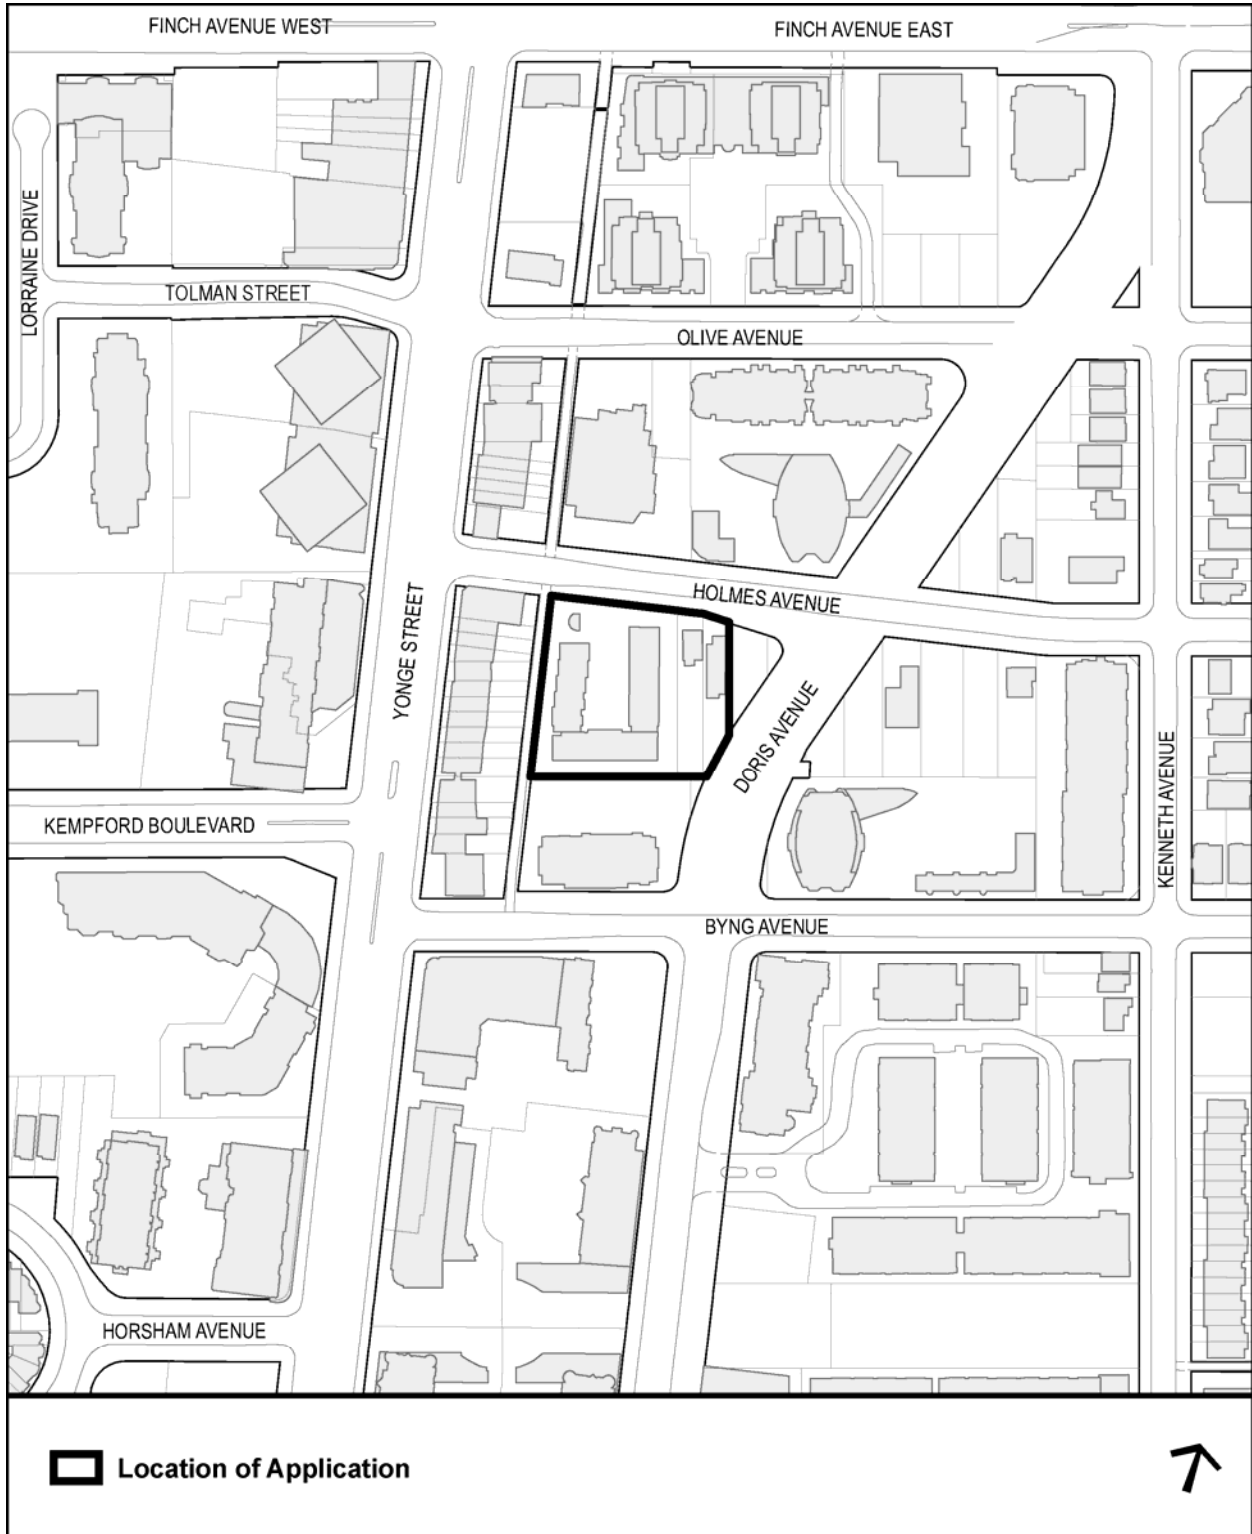 FINCH AVENUE WEST
FINCH AVENUE EAST
LORRAINE DRIVE
TOLMAN STREET
OLIVE AVENUE
HOLMES AVENUE
YONGE STREET
DORIS AVENUE
KENNETH AVENUE
KEMPFORD BOULEVARD
BYNG AVENUE
HORSHAM AVENUE
Location of Application